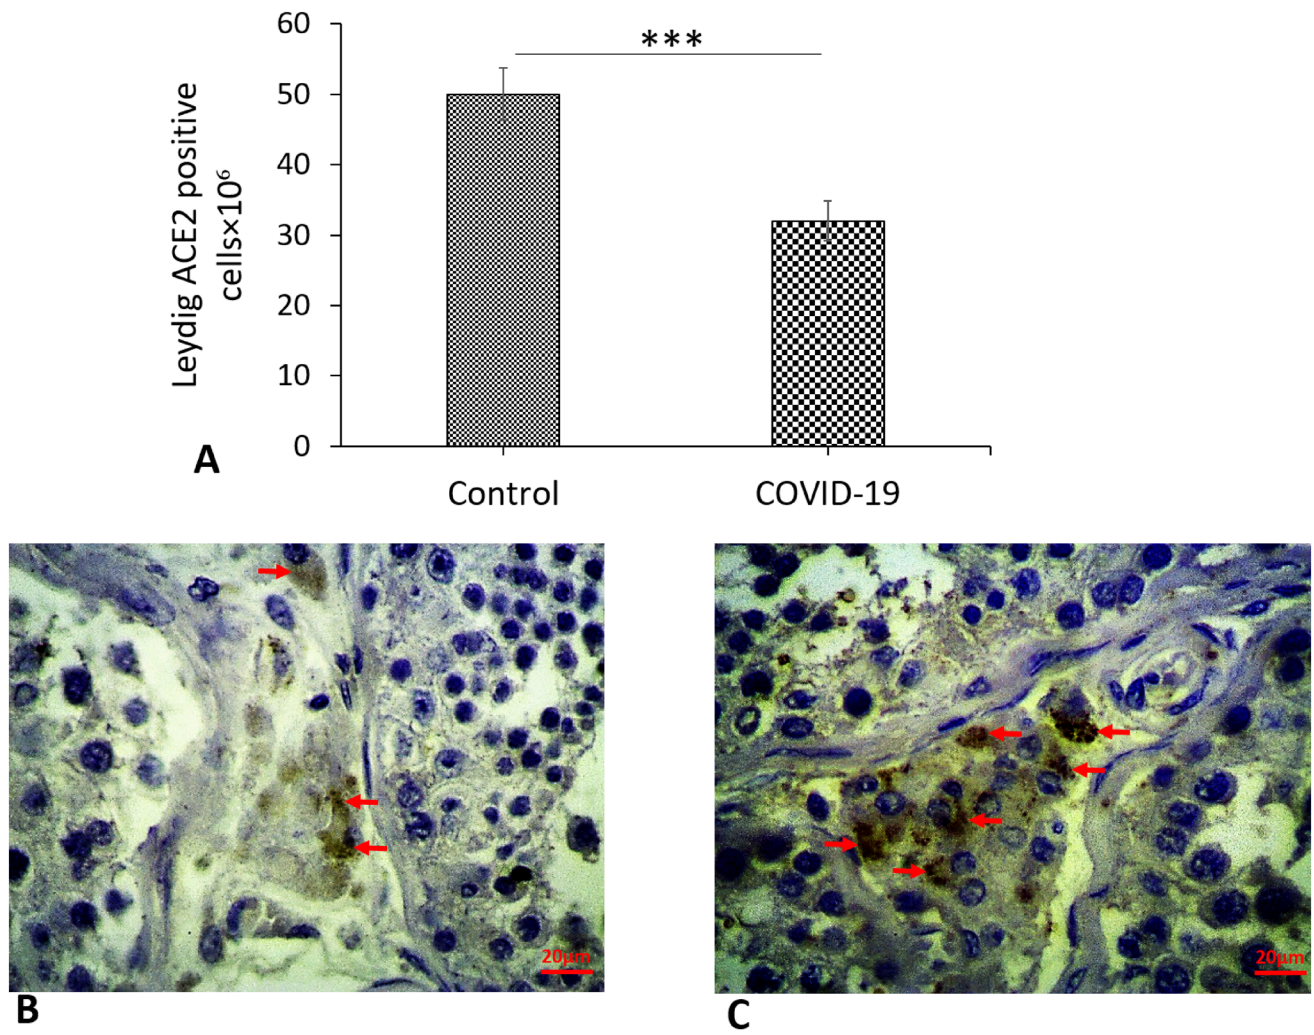 60
***
50
40
30
20
10
0
Leydig ACE2 positive
cells×10⁶
A
Control
COVID-19
20µm
20µm
B
C